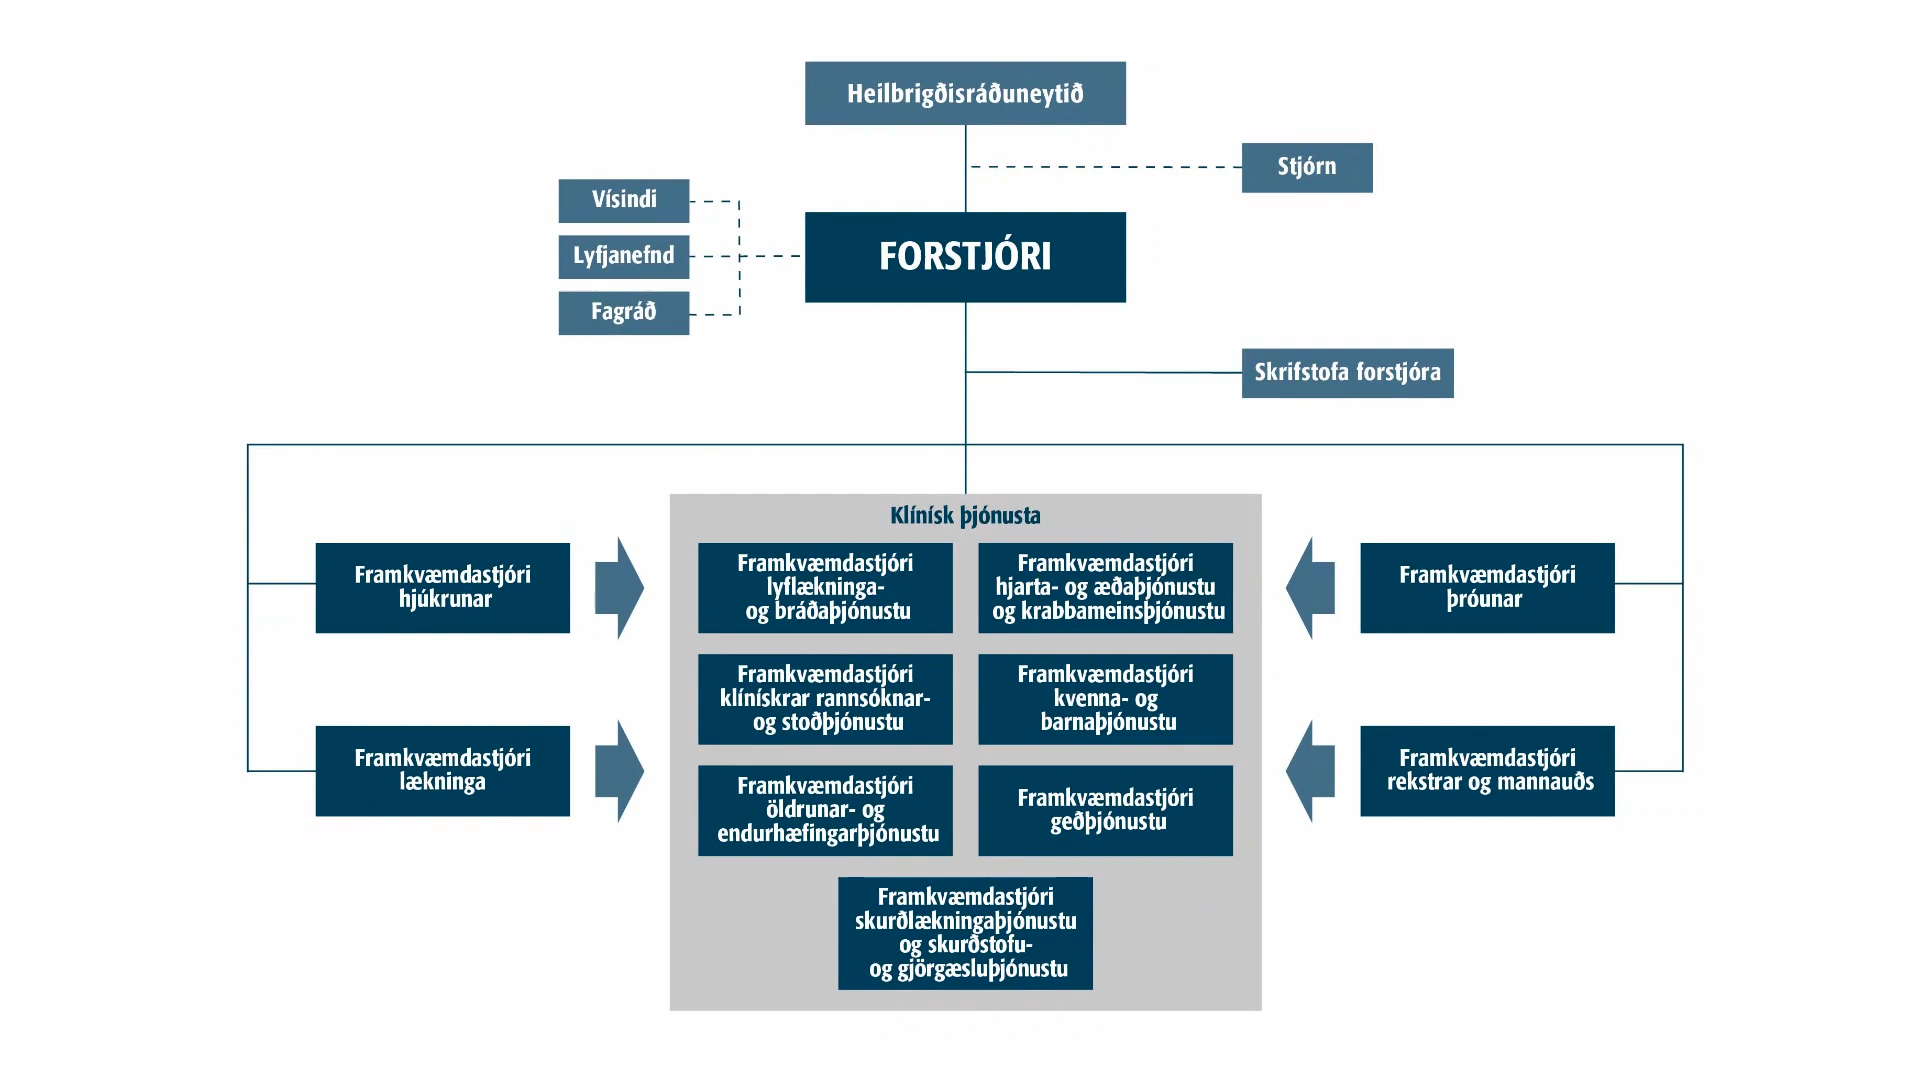 Heilbrigðisráðuneytið
Stjórn
Vísindi
Lyfjanefnd
Fagráð
FORSTJÓRI
Skrifstofa forstjóra
Klínísk þjónusta
Framkvæmdastjóri
hjúkrunar
Framkvæmdastjóri
lækninga
Framkvæmdastjóri
lyflækninga-
og bráðaþjónustu
Framkvæmdastjóri
hjarta- og æðaþjónustu
og krabbameinsþjónustu
Framkvæmdastjóri
klínískrar rannsóknar-
og stoðþjónustu
Framkvæmdastjóri
kvenna- og
barnaþjónustu
Framkvæmdastjóri
öldrunar- og
endurhæfingarþjónustu
Framkvæmdastjóri
geðþjónustu
Framkvæmdastjóri
skurðlækningaþjónustu
og skurðstofu-
og gjörgæsluþjónustu
Framkvæmdastjóri
þróunar
Framkvæmdastjóri
rekstrar og mannauðs